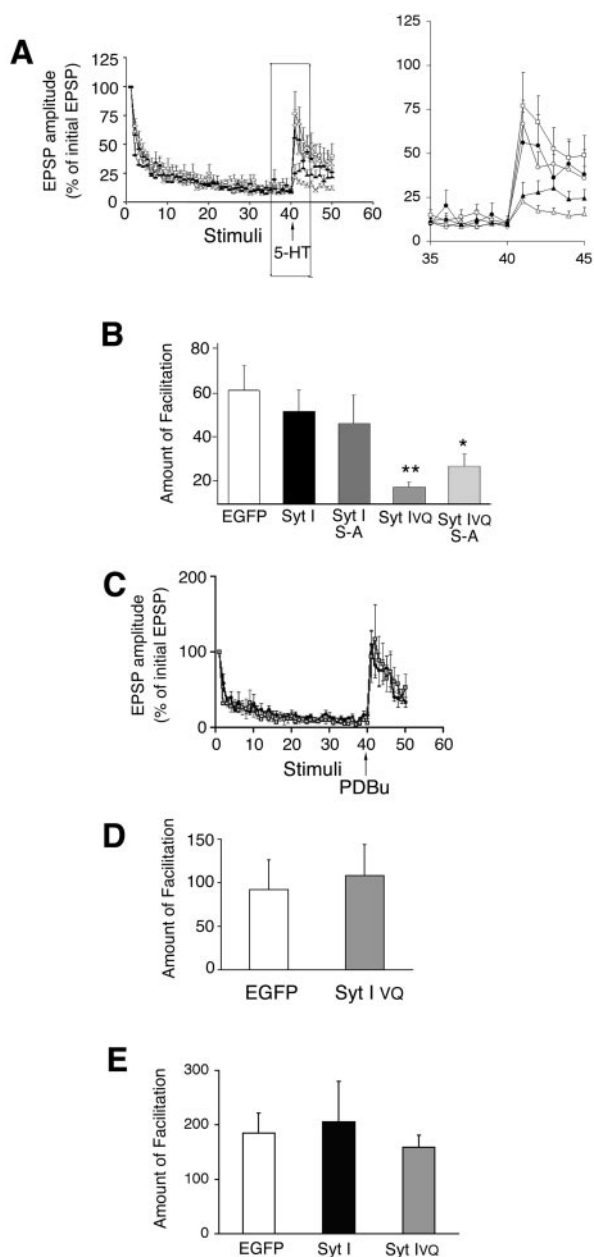 A
EPSP amplitude
(% of initial EPSP)
125
100
75
50
25
0
0 10 20 30 40 50 60
Stimuli
5-HT
125
75
25
0
35 40 45
B
Amount of Facilitation
80
60
40
20
** *
EGFP Syt I Syt I S-A Syt IVQ Syt IVQ S-A
C
EPSP amplitude
(% of initial EPSP)
200
100
0
0 10 20 30 40 50 60
Stimuli
PDBu
D
Amount of Facilitation
150
100
50
0
EGFP Syt I VQ
E
Amount of Facilitation
300
200
100
0
EGFP Syt I Syt IVQ